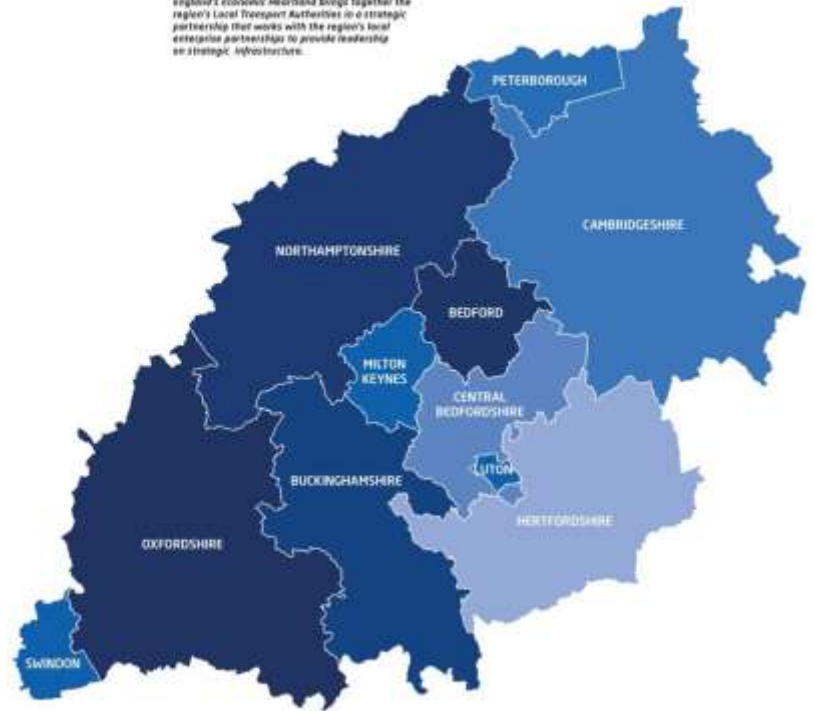 England's Economic Heartland brings together the
region's Local Transport Authorities in a strategic
partnership that works with the region's local
enterprise partnerships to provide leadership
on strategic infrastructure.
PETERBOROUGH
CAMBRIDGESHIRE
NORTHAMPTONSHIRE
BEDFORD
MILTON
KEYNES
CENTRAL
BEDFORDSHIRE
LUTON
BUCKINGHAMSHIRE
HERTFORDSHIRE
OXFORDSHIRE
SWINDON